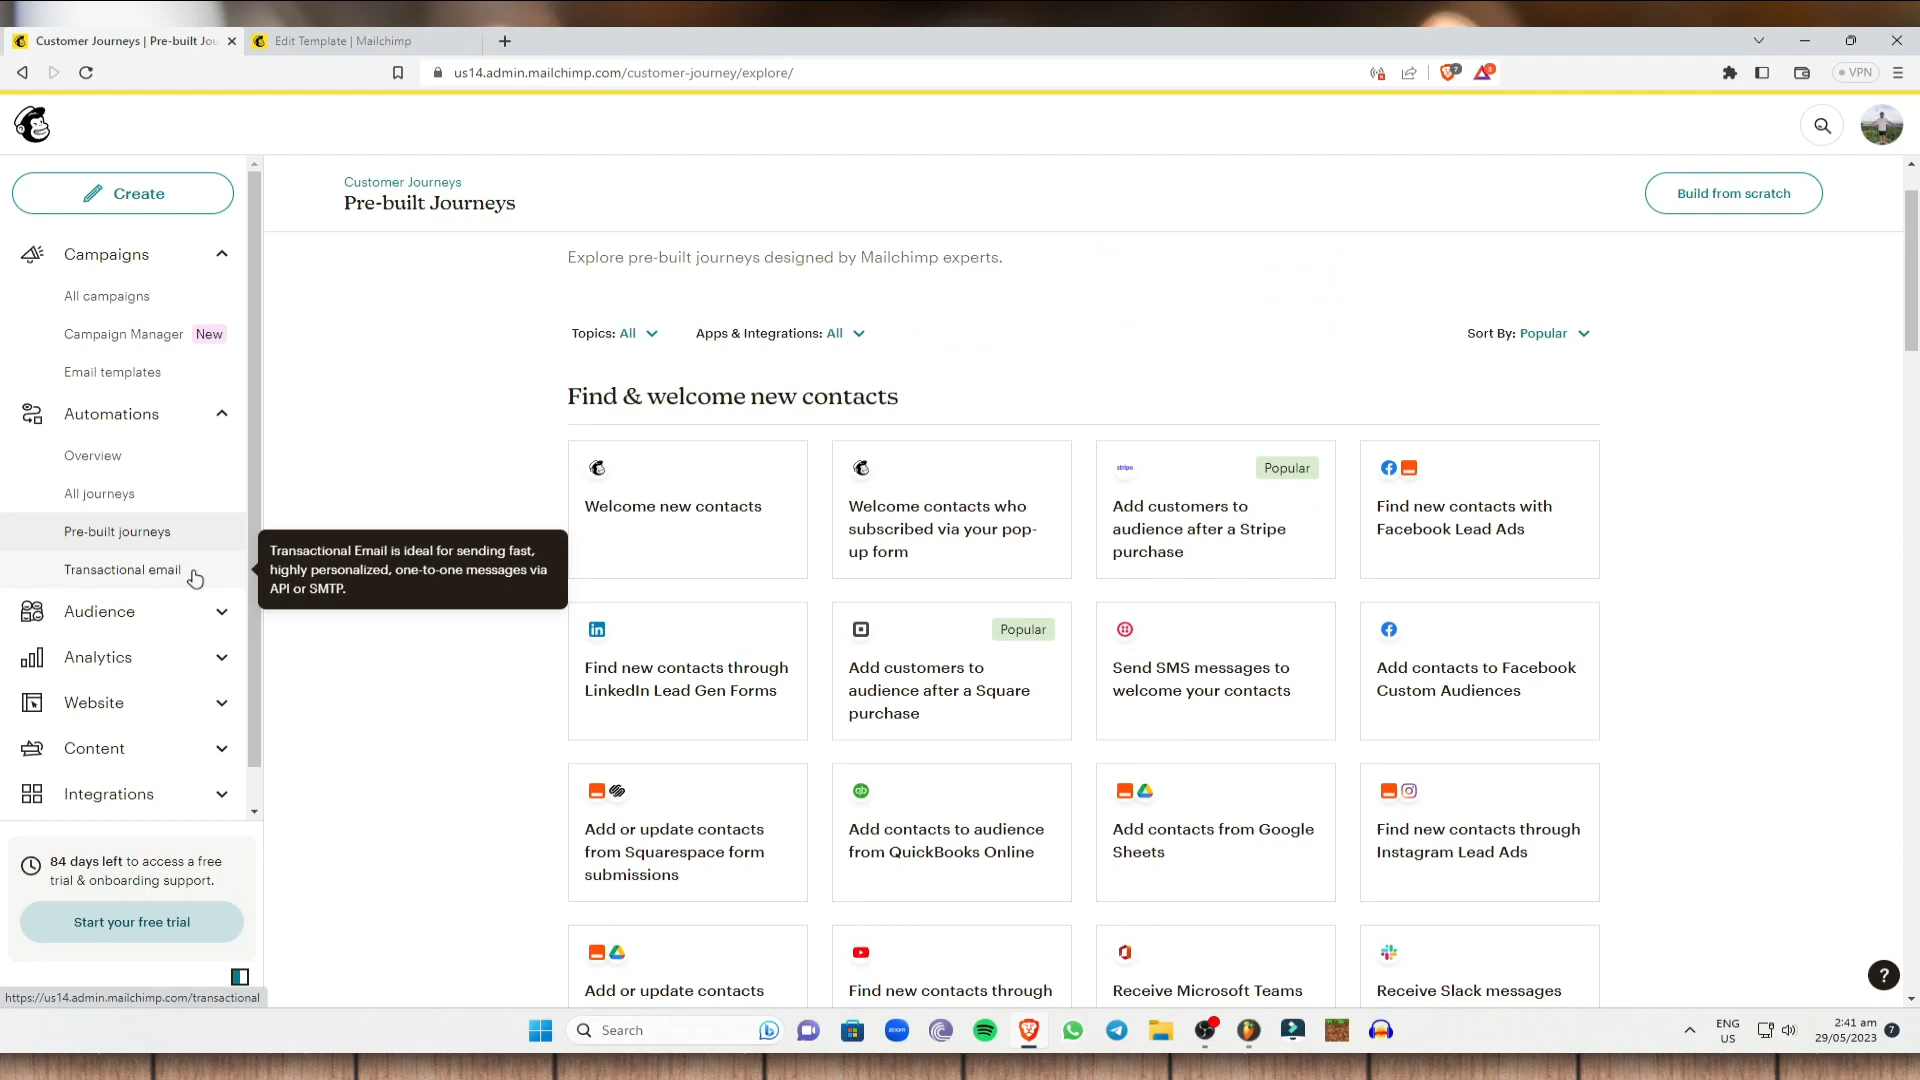 Customer Journeys | Pre-built Jou
Edit Template | Mailchimp
us14.admin.mailchimp.com/customer-journey/explore/
7
3
VPN
Create
Campaigns
All campaigns
Campaign Manager New
Email templates
Automations
Overview
All journeys
Pre-built journeys
Transactional email
Audience
Analytics
Website
Content
Integrations
84 days left to access a free
trial & onboarding support.
Start your free trial
https://us14.admin.mailchimp.com/transactional
Transactional Email is ideal for sending fast,
highly personalized, one-to-one messages via
API or SMTP.
Customer Journeys
Pre-built Journeys
Build from scratch
Explore pre-built journeys designed by Mailchimp experts.
Topics: All
Apps & Integrations: All
Sort By: Popular
Find & welcome new contacts
Welcome new contacts
Welcome contacts who
subscribed via your pop-
up form
stripe
Popular
Add customers to
audience after a Stripe
purchase
Find new contacts with
Facebook Lead Ads
in
Find new contacts through
LinkedIn Lead Gen Forms
Popular
Add customers to
audience after a Square
purchase
Send SMS messages to
welcome your contacts
Add contacts to Facebook
Custom Audiences
Add or update contacts
from Squarespace form
submissions
qb
Add contacts to audience
from QuickBooks Online
Add contacts from Google
Sheets
Find new contacts through
Instagram Lead Ads
Add or update contacts
Find new contacts through
Receive Microsoft Teams
Receive Slack messages
?
Search
zoom
ENG
US
2:41 am
29/05/2023
7